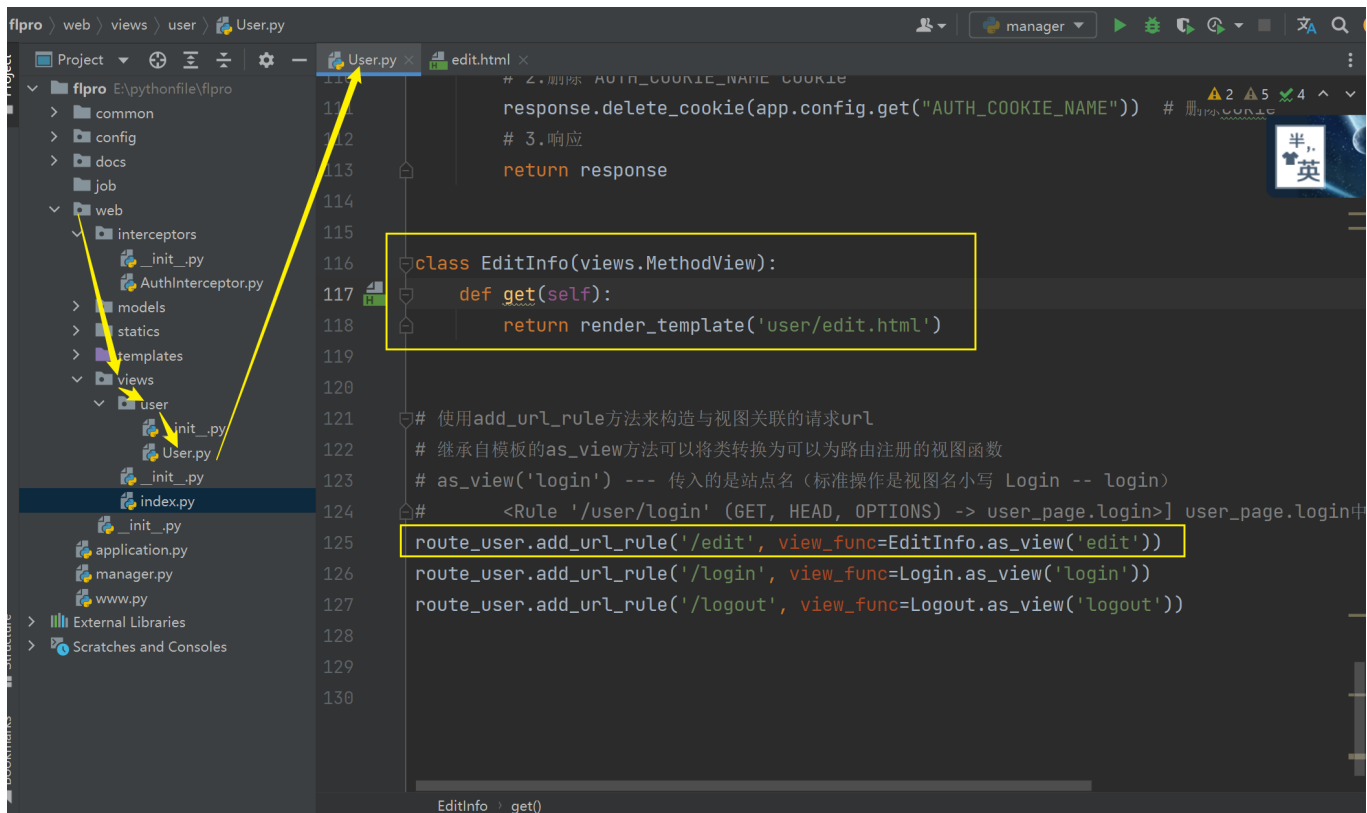 flpro 〉 web 〉 views 〉 user 〉 User.py
manager
Project
User.py
edit.html
flpro E:\pythonfile\flpro
common
config
docs
job
web
interceptors
__init__.py
AuthInterceptor.py
models
statics
templates
views
user
__init__.py
User.py
__init__.py
index.py
__init__.py
application.py
manager.py
www.py
External Libraries
Scratches and Consoles
2 5 4
半,.
英
110 # 2.删除 AUTH_COOKIE_NAME cookie
111 response.delete_cookie(app.config.get("AUTH_COOKIE_NAME")) # 删除cookie
112 # 3.响应
113 return response
114
115
116 class EditInfo(views.MethodView):
117 def get(self):
118 return render_template('user/edit.html')
119
120
121 # 使用add_url_rule方法来构造与视图关联的请求url
122 # 继承自模板的as_view方法可以将类转换为可以为路由注册的视图函数
123 # as_view('login') --- 传入的是站点名（标准操作是视图名小写 Login -- login）
124 # <Rule '/user/login' (GET, HEAD, OPTIONS) -> user_page.login>] user_page.login中
125 route_user.add_url_rule('/edit', view_func=EditInfo.as_view('edit'))
126 route_user.add_url_rule('/login', view_func=Login.as_view('login'))
127 route_user.add_url_rule('/logout', view_func=Logout.as_view('logout'))
128
129
130
EditInfo 〉 get()